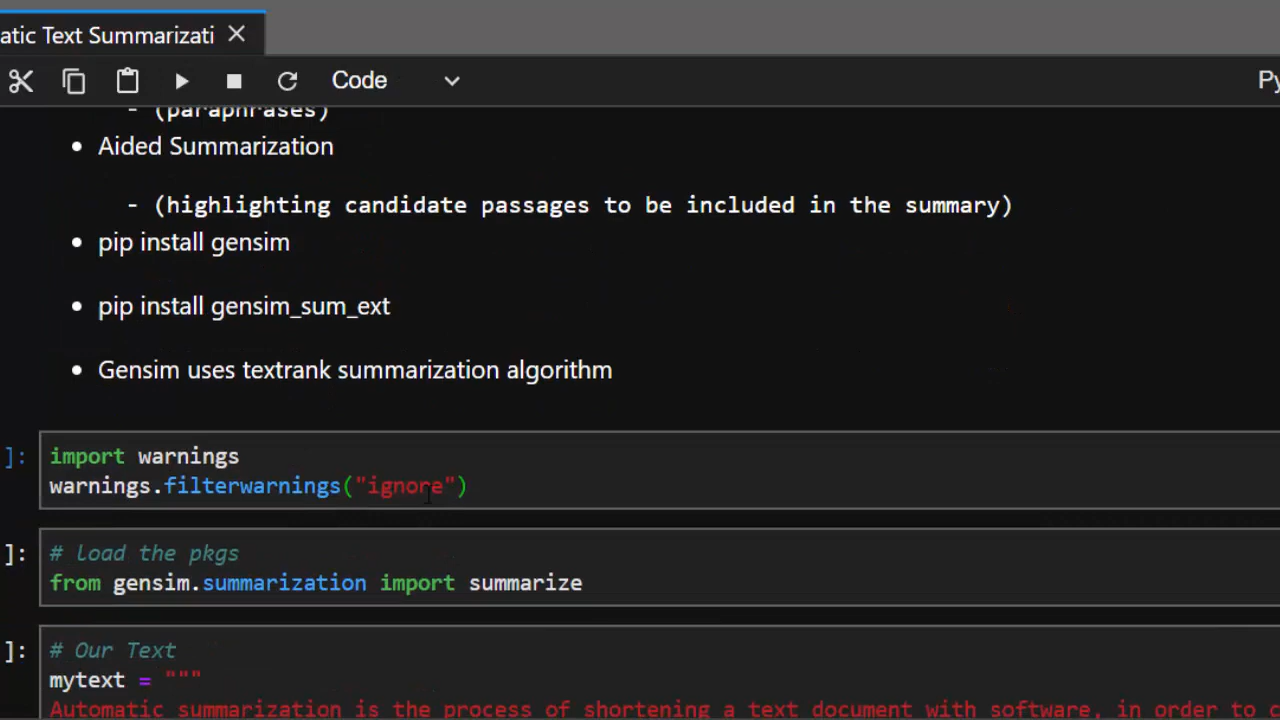 atic Text Summarizati
Code
Py
- (paraphrases)
• Aided Summarization
- (highlighting candidate passages to be included in the summary)
• pip install gensim
• pip install gensim_sum_ext
• Gensim uses textrank summarization algorithm
]: import warnings
warnings.filterwarnings("ignore")
]: # Load the pkgs
from gensim.summarization import summarize
]: # Our Text
mytext = """
Automatic summarization is the process of shortening a text document with software, in order to c